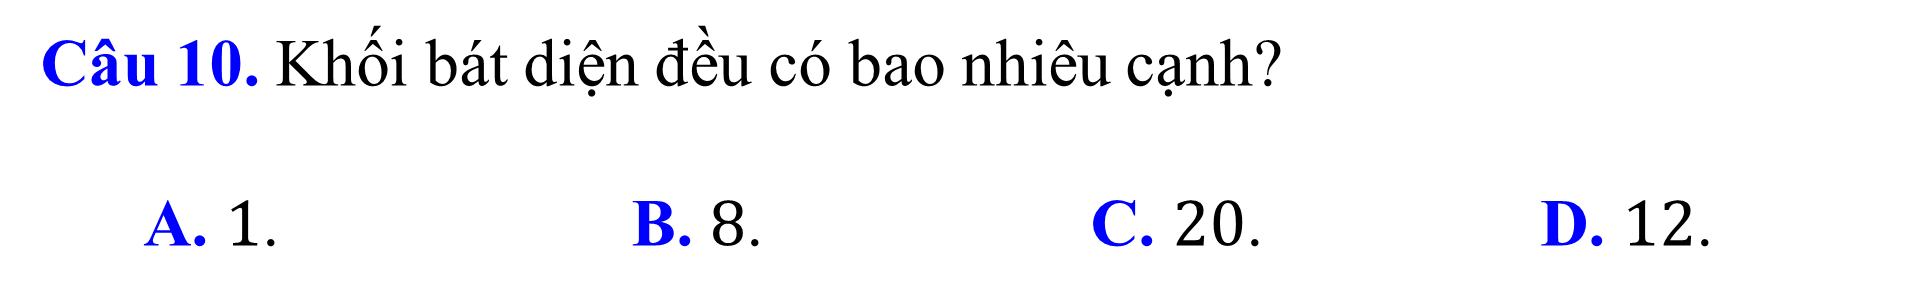 Câu 10. Khối bát diện đều có bao nhiêu cạnh?
A. 1. B. 8. C. 20. D. 12.